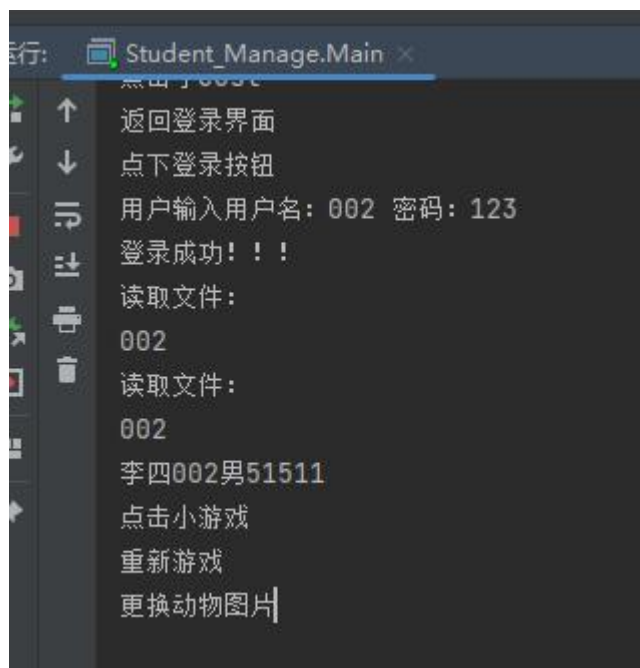 运行:
Student_Manage.Main
返回登录界面
点下登录按钮
用户输入用户名：002 密码：123
登录成功！！！
读取文件：
002
读取文件：
002
李四002男51511
点击小游戏
重新游戏
更换动物图片